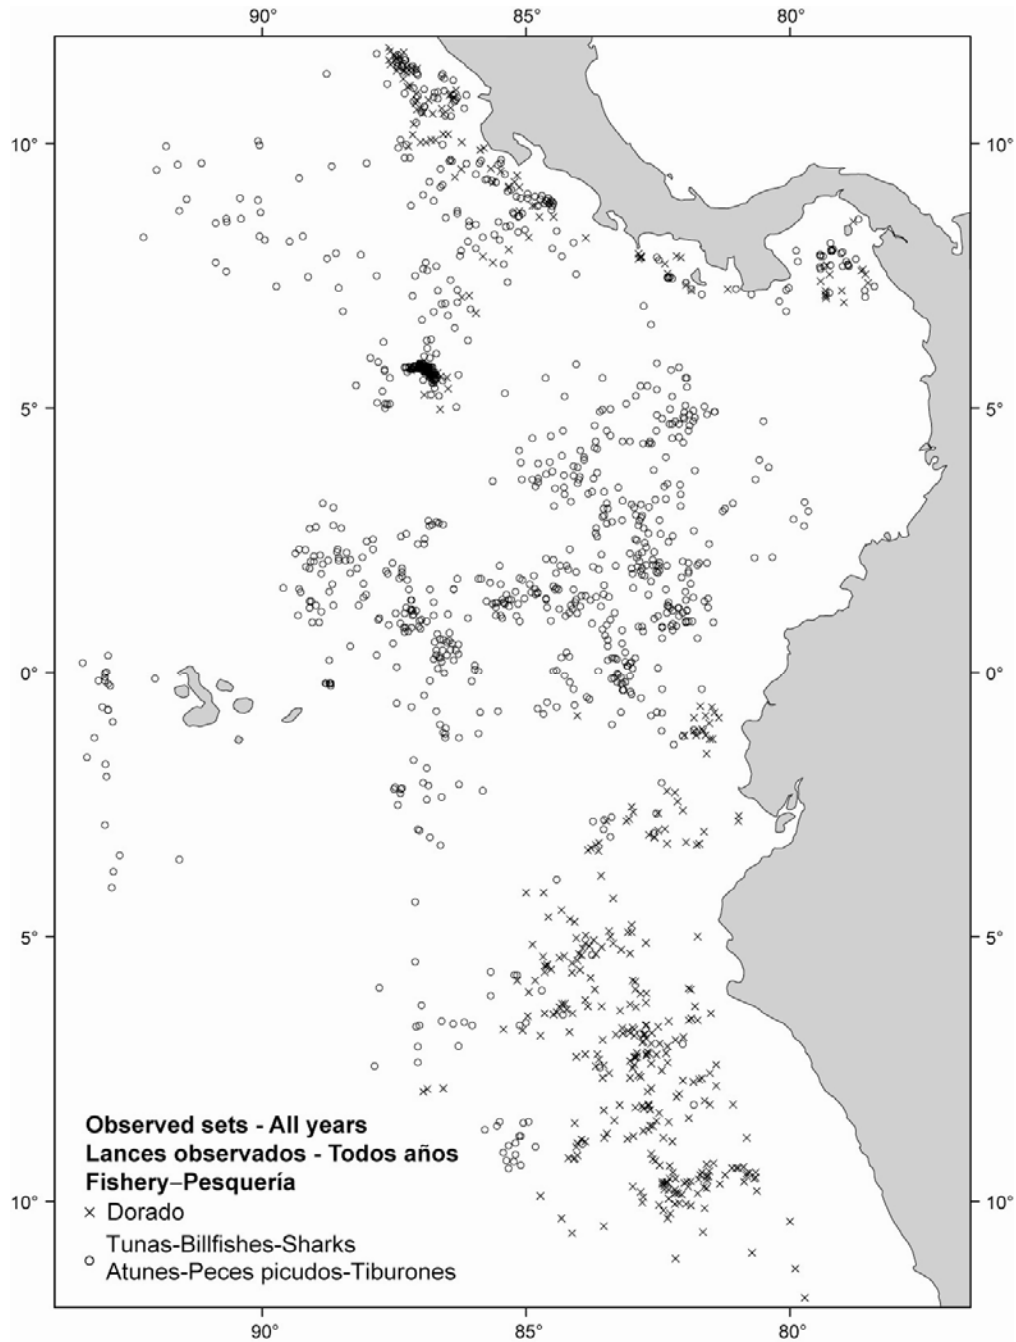 90° 85° 80°
10° 10°
5° 5°
0° 0°
5° 5°
Observed sets - All years
Lances observados - Todos años
Fishery–Pesquería
× Dorado
Tunas-Billfishes-Sharks
Atunes-Peces picudos-Tiburones
10° 10°
90° 85° 80°